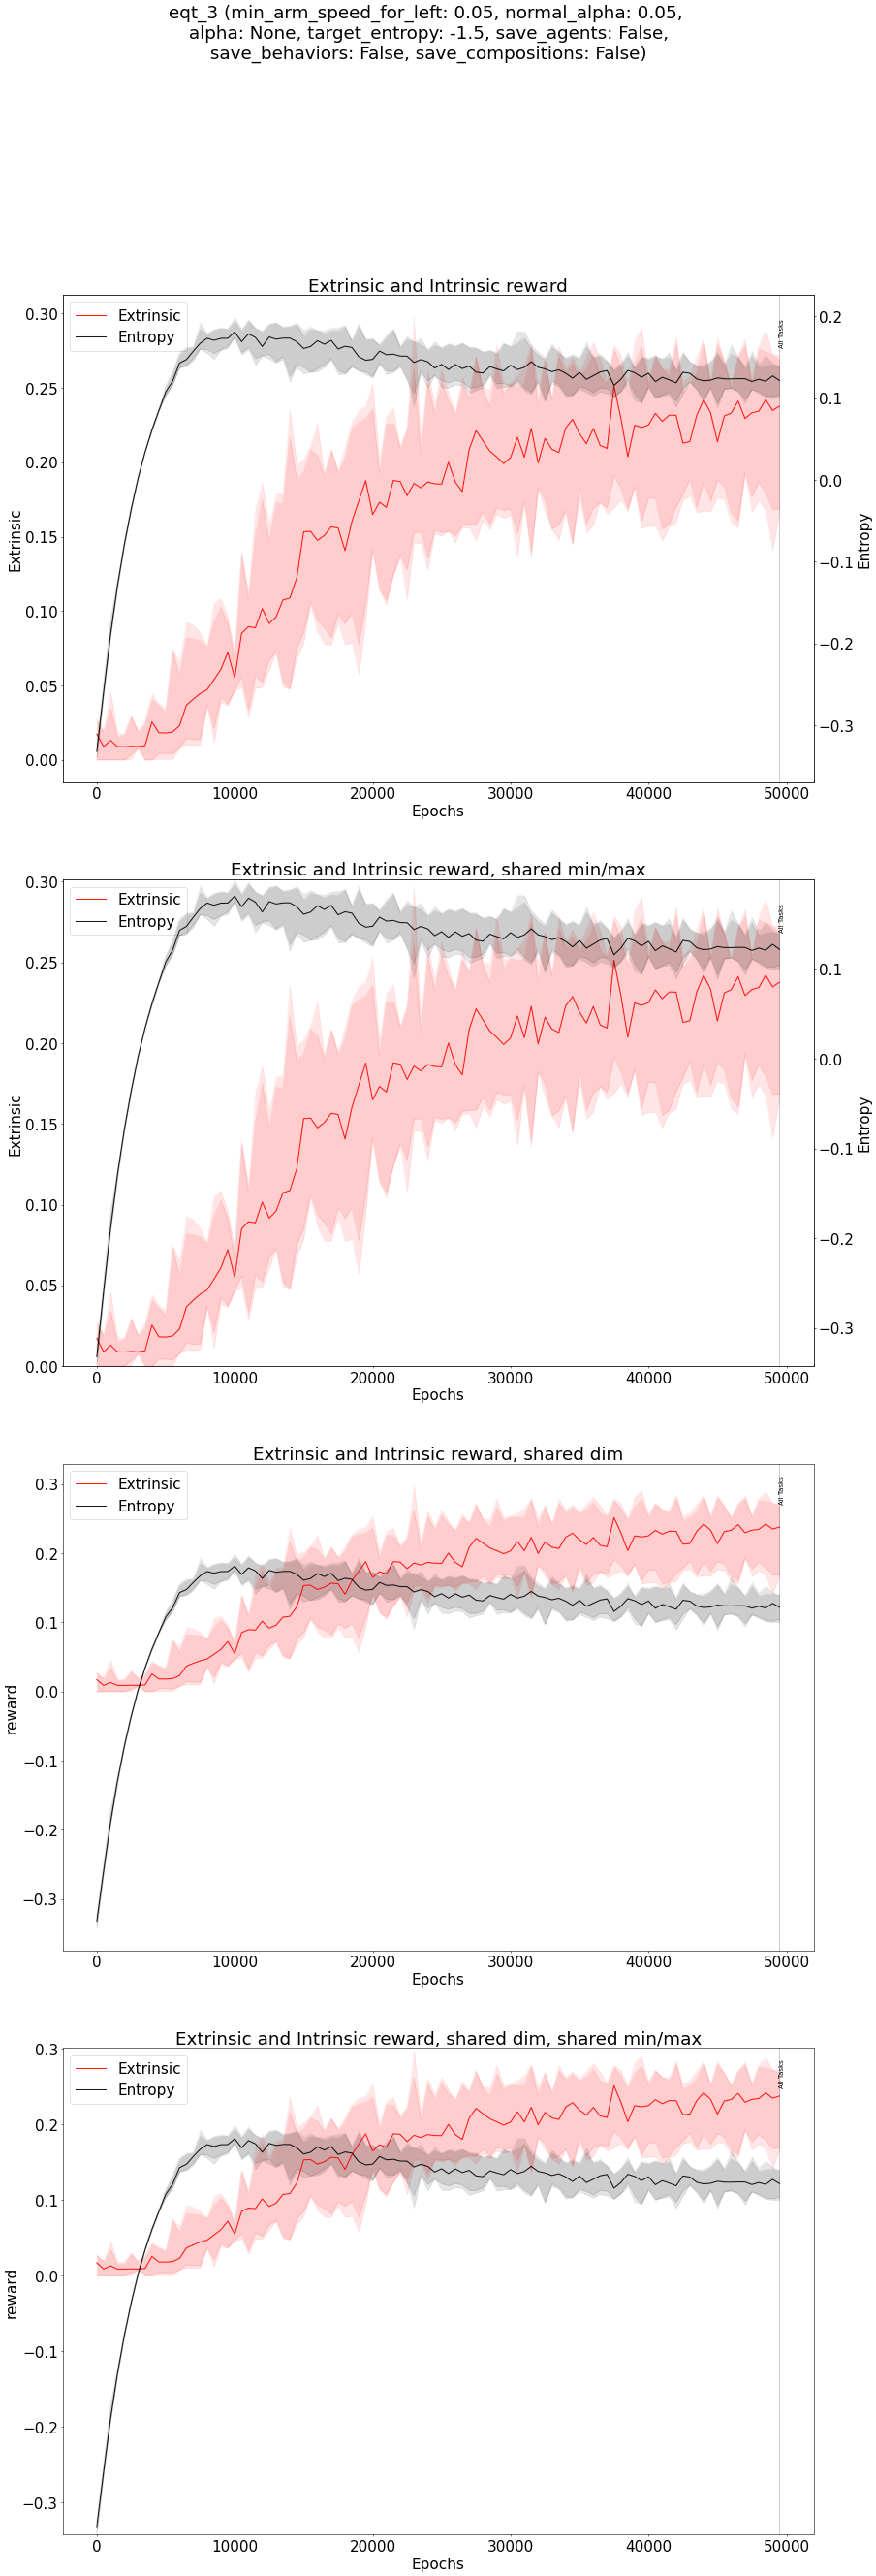 eqt_3 (min_arm_speed_for_left: 0.05, normal_alpha: 0.05,
alpha: None, target_entropy: -1.5, save_agents: False,
save_behaviors: False, save_compositions: False)
Extrinsic and Intrinsic reward
Extrinsic
Entropy
All Tasks
0.30
0.25
0.20
0.15
0.10
0.05
0.00
Extrinsic
0.2
0.1
0.0
−0.1
−0.2
−0.3
Entropy
0 10000 20000 30000 40000 50000
Epochs
Extrinsic and Intrinsic reward, shared min/max
Extrinsic
Entropy
All Tasks
0.30
0.25
0.20
0.15
0.10
0.05
0.00
Extrinsic
0.1
0.0
−0.1
−0.2
−0.3
Entropy
0 10000 20000 30000 40000 50000
Epochs
Extrinsic and Intrinsic reward, shared dim
Extrinsic
Entropy
All Tasks
0.3
0.2
0.1
0.0
−0.1
−0.2
−0.3
reward
0 10000 20000 30000 40000 50000
Epochs
Extrinsic and Intrinsic reward, shared dim, shared min/max
Extrinsic
Entropy
All Tasks
0.3
0.2
0.1
0.0
−0.1
−0.2
−0.3
reward
0 10000 20000 30000 40000 50000
Epochs